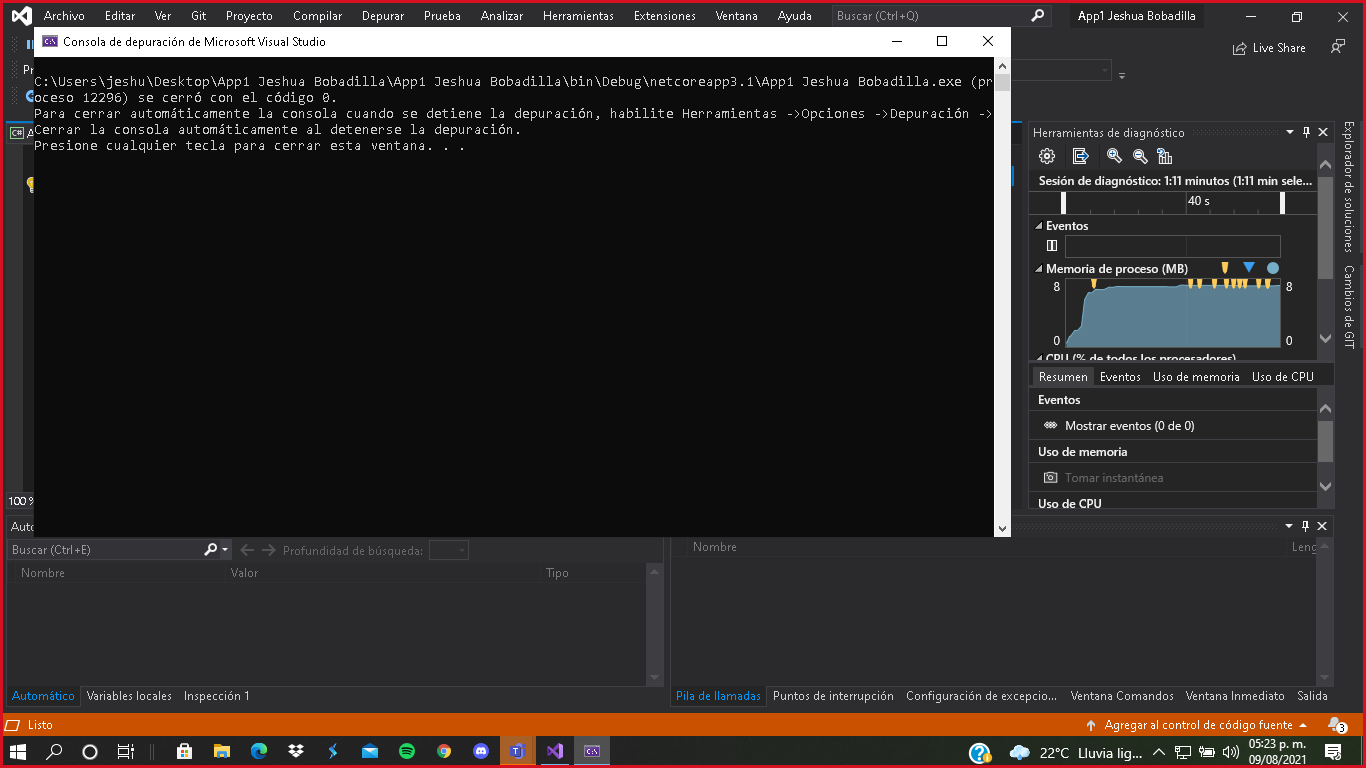 Archivo Editar Ver Git Proyecto Compilar Depurar Prueba Analizar Herramientas Extensiones Ventana Ayuda Buscar (Ctrl+Q) App1 Jeshua Bobadilla
Live Share
Consola de depuración de Microsoft Visual Studio
C:\Users\jeshu\Desktop\App1 Jeshua Bobadilla\App1 Jeshua Bobadilla\bin\Debug\netcoreapp3.1\App1 Jeshua Bobadilla.exe (pr
oceso 12296) se cerró con el código 0.
Para cerrar automáticamente la consola cuando se detiene la depuración, habilite Herramientas ->Opciones ->Depuración ->
Cerrar la consola automáticamente al detenerse la depuración.
Presione cualquier tecla para cerrar esta ventana. . .
Herramientas de diagnóstico
Sesión de diagnóstico: 1:11 minutos (1:11 min sele...
40 s
Eventos
Memoria de proceso (MB)
8 8
0 0
CPU (% de todos los procesadores)
Resumen Eventos Uso de memoria Uso de CPU
Eventos
Mostrar eventos (0 de 0)
Uso de memoria
Tomar instantánea
Uso de CPU
Explorador de soluciones
Cambios de GIT
100 %
Auto
Buscar (Ctrl+E) Profundidad de búsqueda:
Nombre Valor Tipo
Nombre Leng
Automático Variables locales Inspección 1
Pila de llamadas Puntos de interrupción Configuración de excepcio... Ventana Comandos Ventana Inmediato Salida
Listo
Agregar al control de código fuente 3
22°C Lluvia lig...
05:23 p. m.
09/08/2021